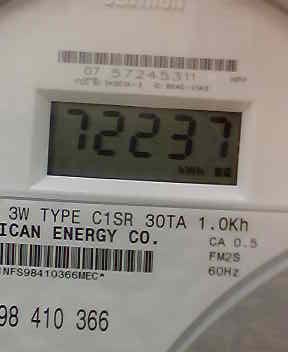 07 57245311
72237
kWh
3W TYPE C1SR 30TA 1.0Kh
ICAN ENERGY CO.
CA 0.5
FM2S
60Hz
NFS98410366MEC*
98 410 366